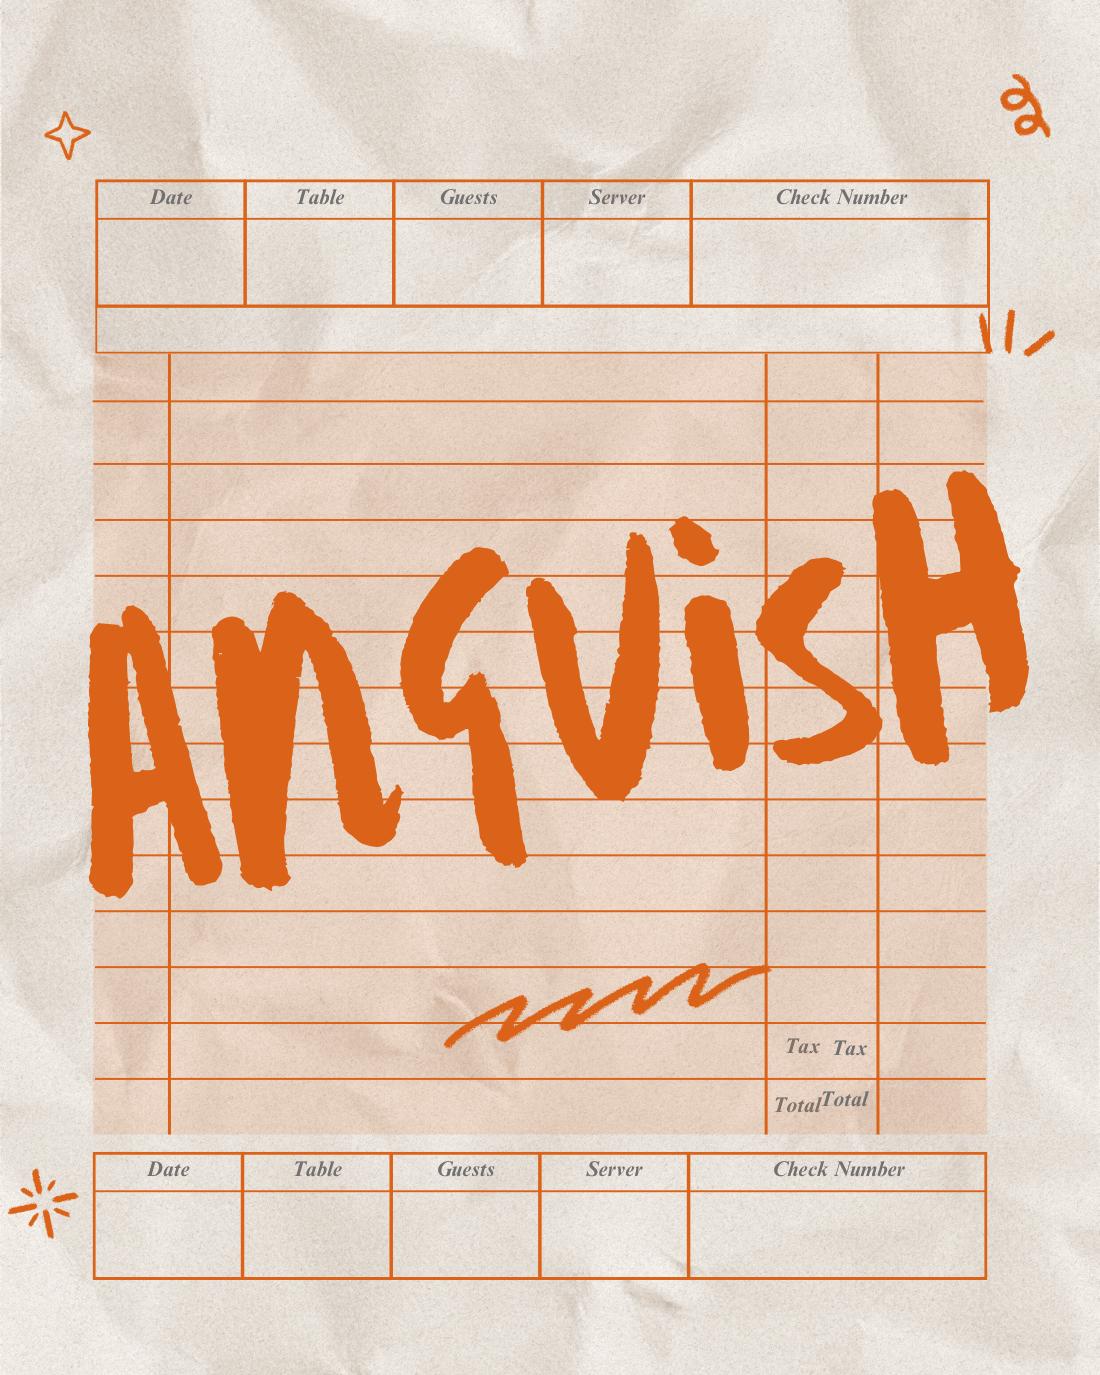 Date Table Guests Server Check Number
ANGUiSH
Tax Tax
Total Total
Date Table Guests Server Check Number